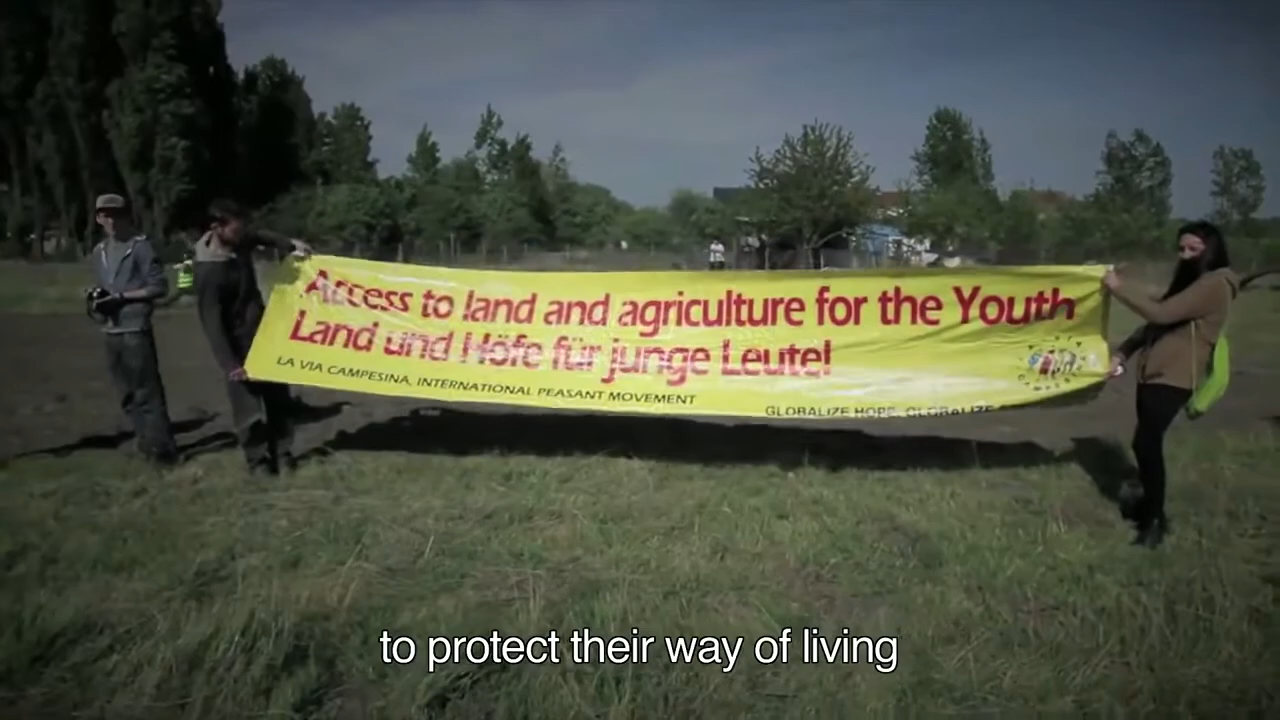 Access to land and agriculture for the Youth
Land und Höfe für junge Leute!
LA VIA CAMPESINA, INTERNATIONAL PEASANT MOVEMENT
GLOBALIZE HOPE, GLOBALIZE
to protect their way of living